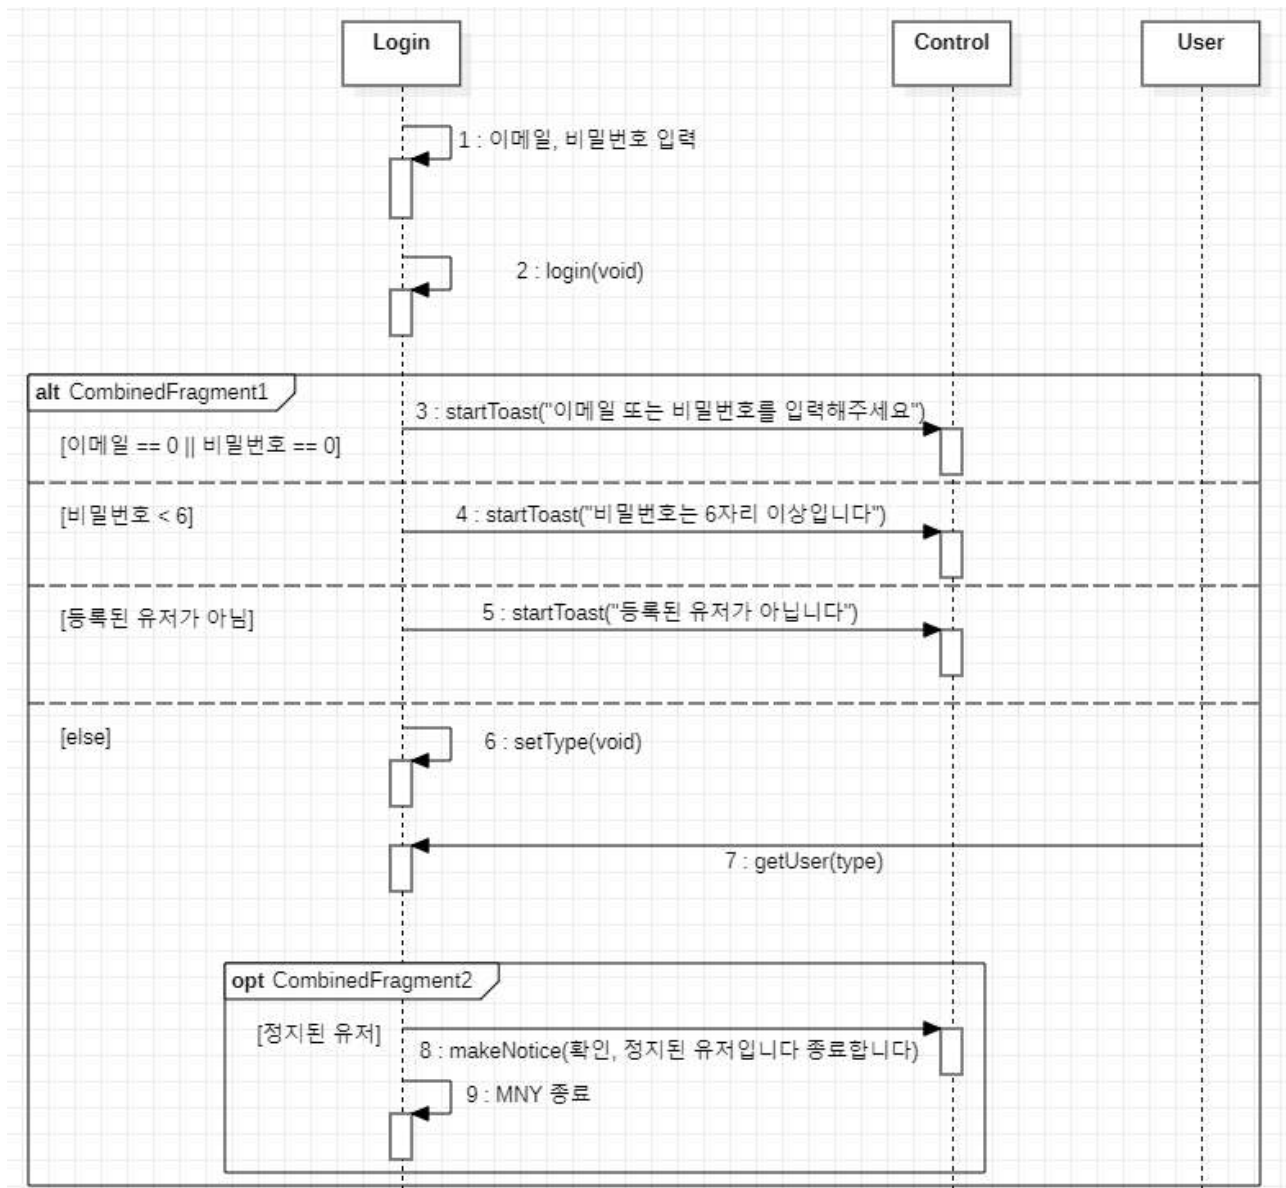 Login
Control
User
1 : 이메일, 비밀번호 입력
2 : login(void)
alt CombinedFragment1
3 : startToast("이메일 또는 비밀번호를 입력해주세요")
[이메일 == 0 || 비밀번호 == 0]
[비밀번호 < 6]
4 : startToast("비밀번호는 6자리 이상입니다")
[등록된 유저가 아님]
5 : startToast("등록된 유저가 아닙니다")
[else]
6 : setType(void)
7 : getUser(type)
opt CombinedFragment2
[정지된 유저]
8 : makeNotice(확인, 정지된 유저입니다 종료합니다)
9 : MNY 종료